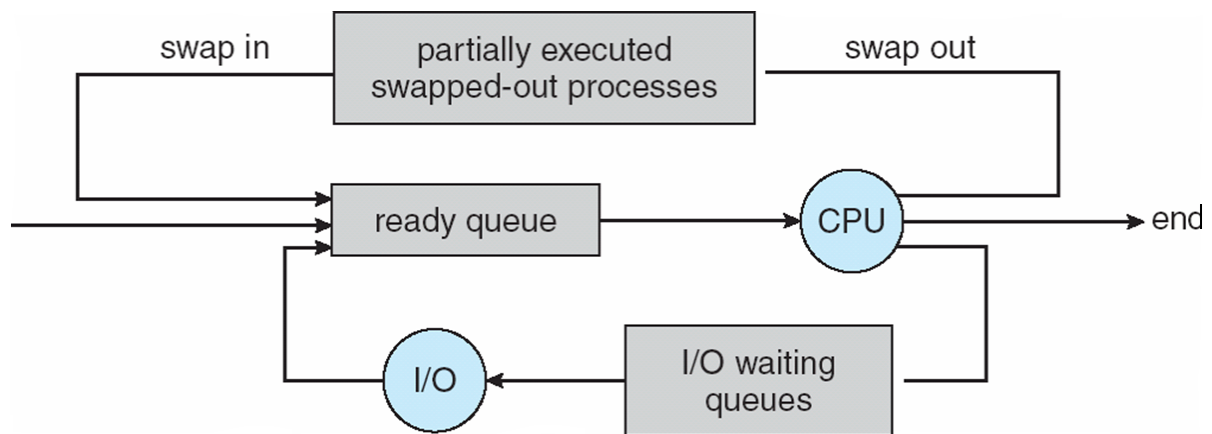 swap in
partially executed
swapped-out processes
swap out
ready queue
CPU
end
I/O
I/O waiting
queues